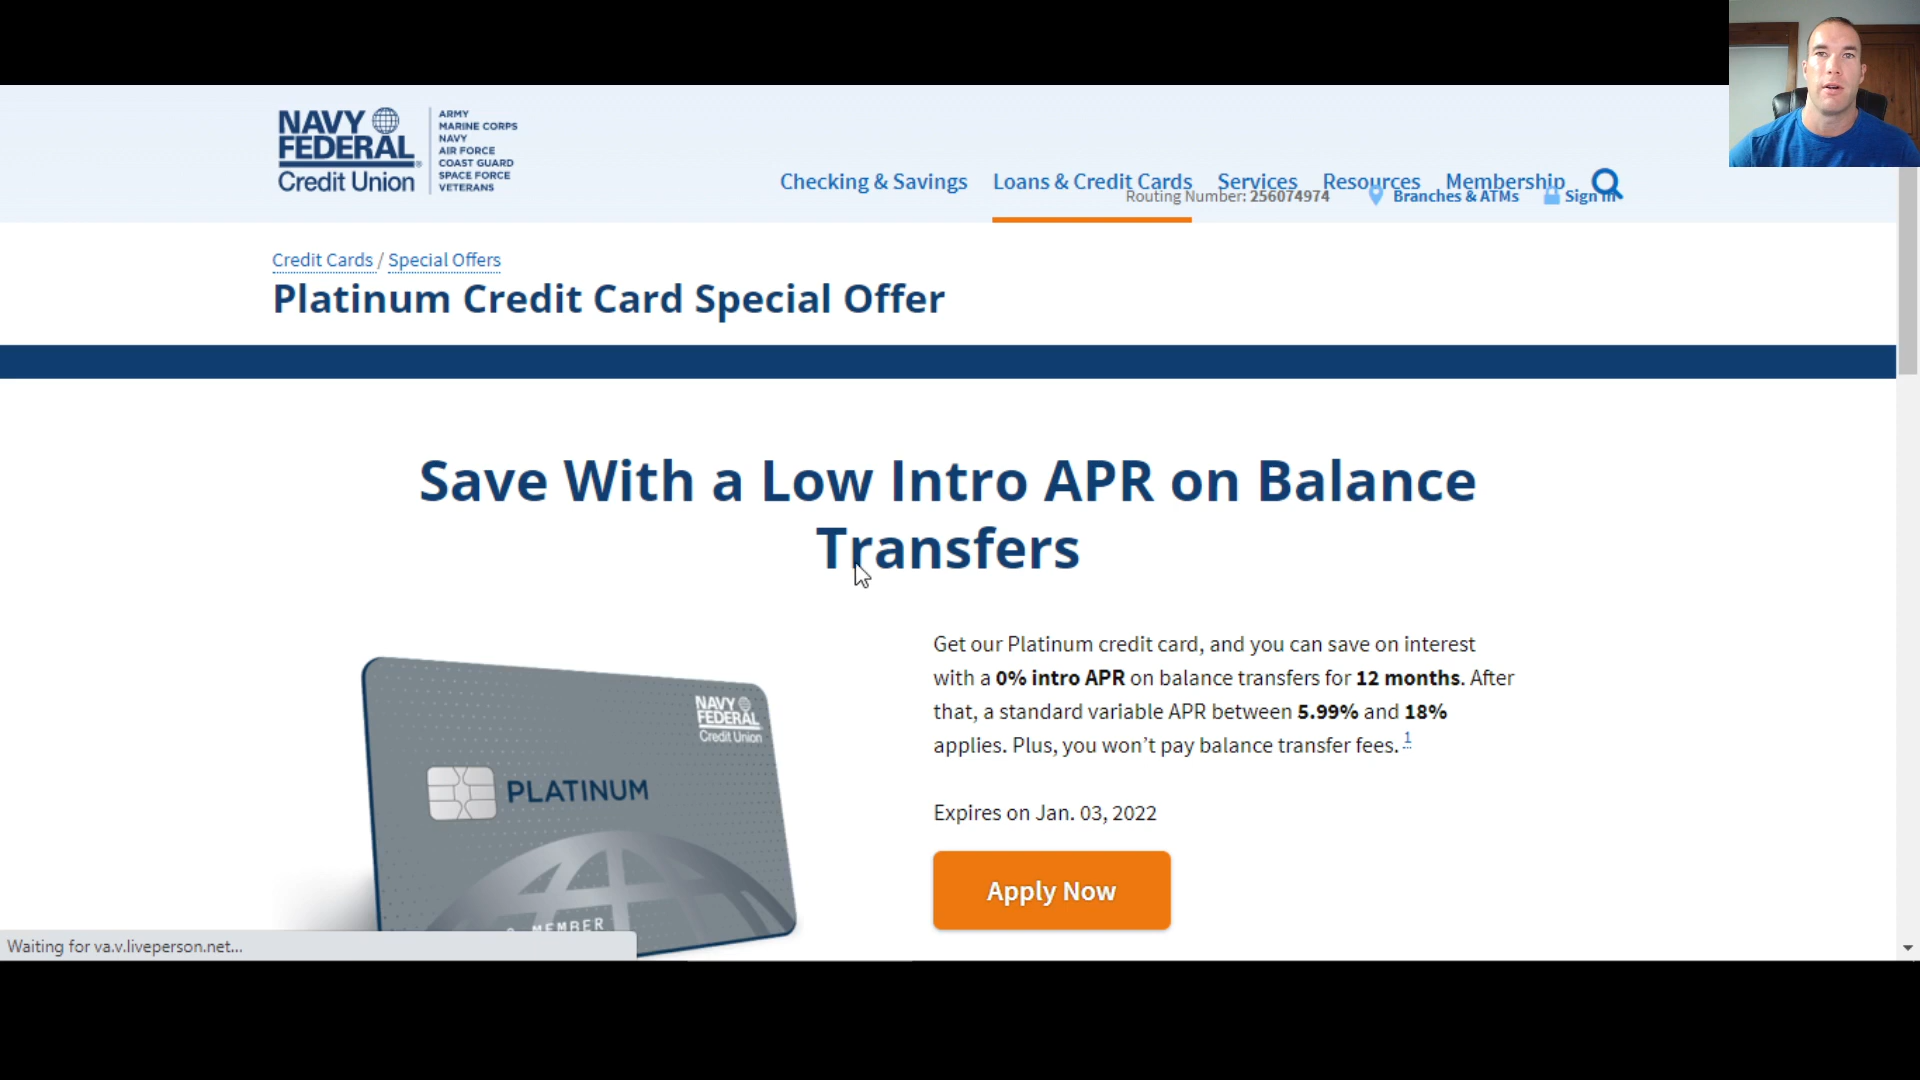 NAVY
FEDERAL
Credit Union
ARMY
MARINE CORPS
NAVY
AIR FORCE
COAST GUARD
SPACE FORCE
VETERANS
Checking & Savings Loans & Credit Cards Services Resources Membership
Routing Number: 256074974 Branches & ATMs Sign In
Credit Cards / Special Offers
Platinum Credit Card Special Offer
Save With a Low Intro APR on Balance
Transfers
Get our Platinum credit card, and you can save on interest
with a 0% intro APR on balance transfers for 12 months. After
that, a standard variable APR between 5.99% and 18%
applies. Plus, you won't pay balance transfer fees. 1
Expires on Jan. 03, 2022
Apply Now
NAVY
FEDERAL
Credit Union
PLATINUM
MEMBER
Waiting for va.v.liveperson.net...